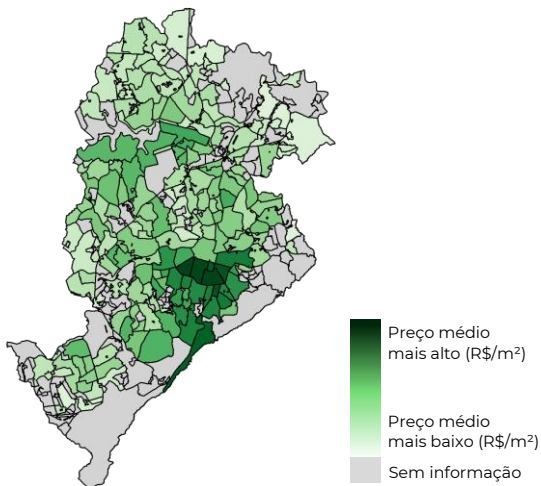 Preço médio
mais alto (R$/m²)
Preço médio
mais baixo (R$/m²)
Sem informação